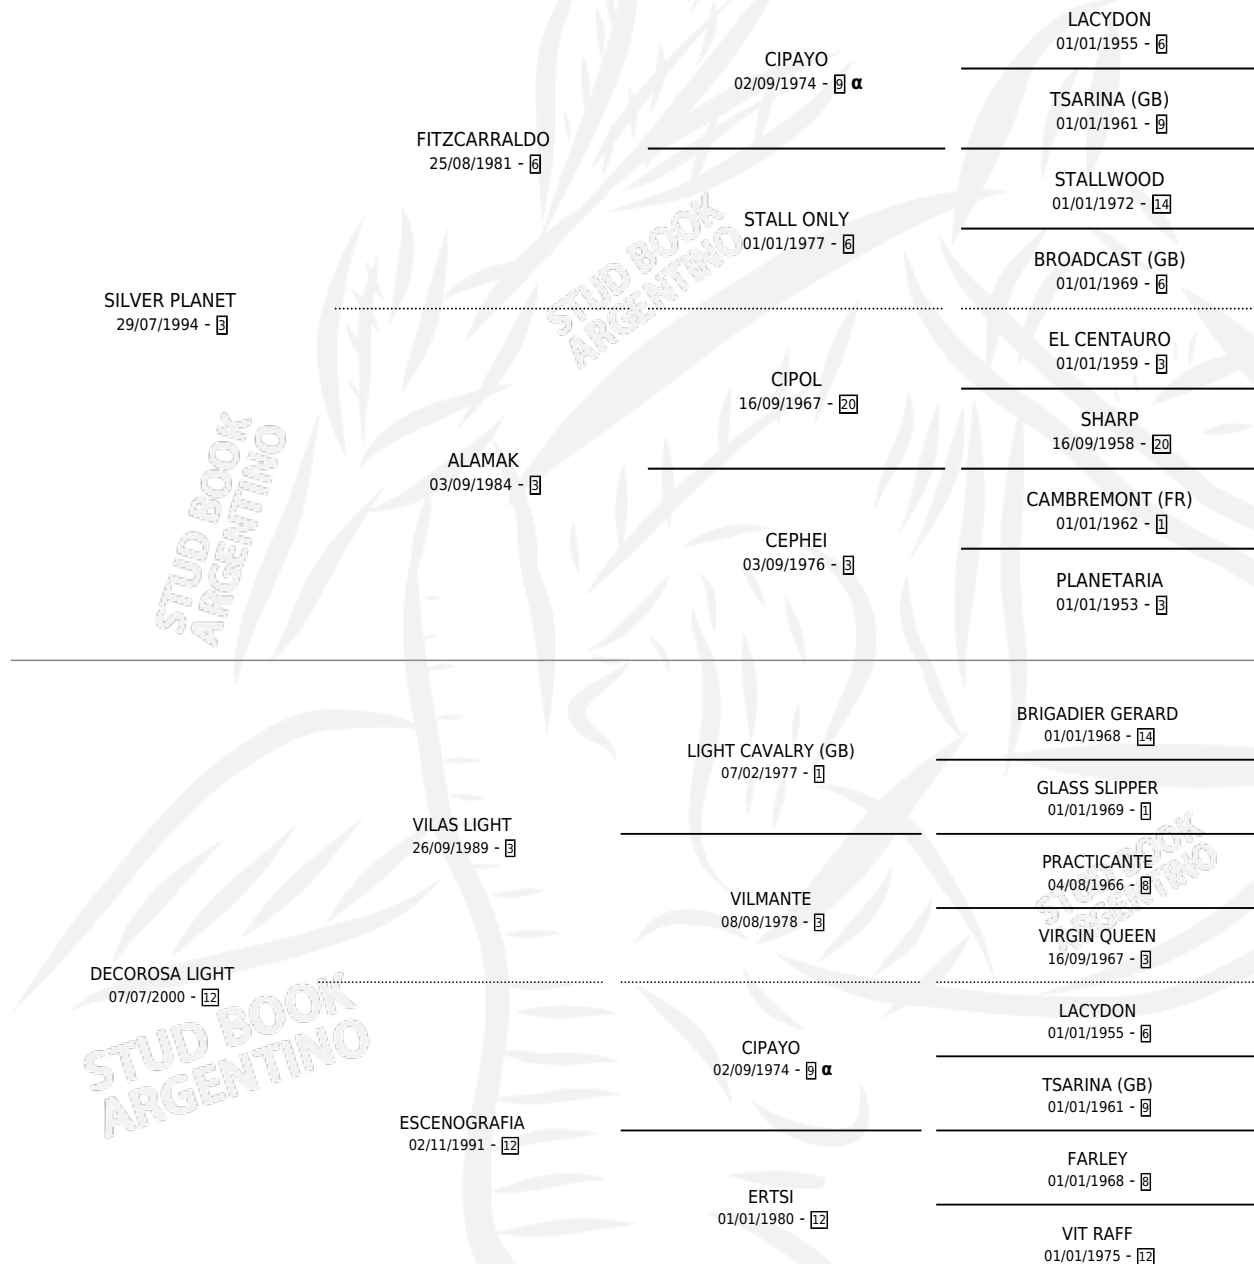 LACYDON
01/01/1955 - 6
CIPAYO
02/09/1974 - 9 α
TSARINA (GB)
01/01/1961 - 9
FITZCARRALDO
25/08/1981 - 6
STALLWOOD
01/01/1972 - 14
STALL ONLY
01/01/1977 - 6
BROADCAST (GB)
01/01/1969 - 6
SILVER PLANET
29/07/1994 - 3
EL CENTAURO
01/01/1959 - 3
CIPOL
16/09/1967 - 20
SHARP
16/09/1958 - 20
ALAMAK
03/09/1984 - 3
CAMBREMONT (FR)
01/01/1962 - 1
CEPHEI
03/09/1976 - 3
PLANETARIA
01/01/1953 - 3
STUD BOOK
ARGENTINO
STUD BOOK
ARGENTINO
BRIGADIER GERARD
01/01/1968 - 14
LIGHT CAVALRY (GB)
07/02/1977 - 1
GLASS SLIPPER
01/01/1969 - 1
VILAS LIGHT
26/09/1989 - 3
PRACTICANTE
04/08/1966 - 8
VILMANTE
08/08/1978 - 3
VIRGIN QUEEN
16/09/1967 - 3
DECOROSA LIGHT
07/07/2000 - 12
LACYDON
01/01/1955 - 6
CIPAYO
02/09/1974 - 9 α
TSARINA (GB)
01/01/1961 - 9
ESCENOGRAFIA
02/11/1991 - 12
FARLEY
01/01/1968 - 8
ERTSI
01/01/1980 - 12
VIT RAFF
01/01/1975 - 12
STUD BOOK
ARGENTINO
STUD BOOK
ARGENTINO